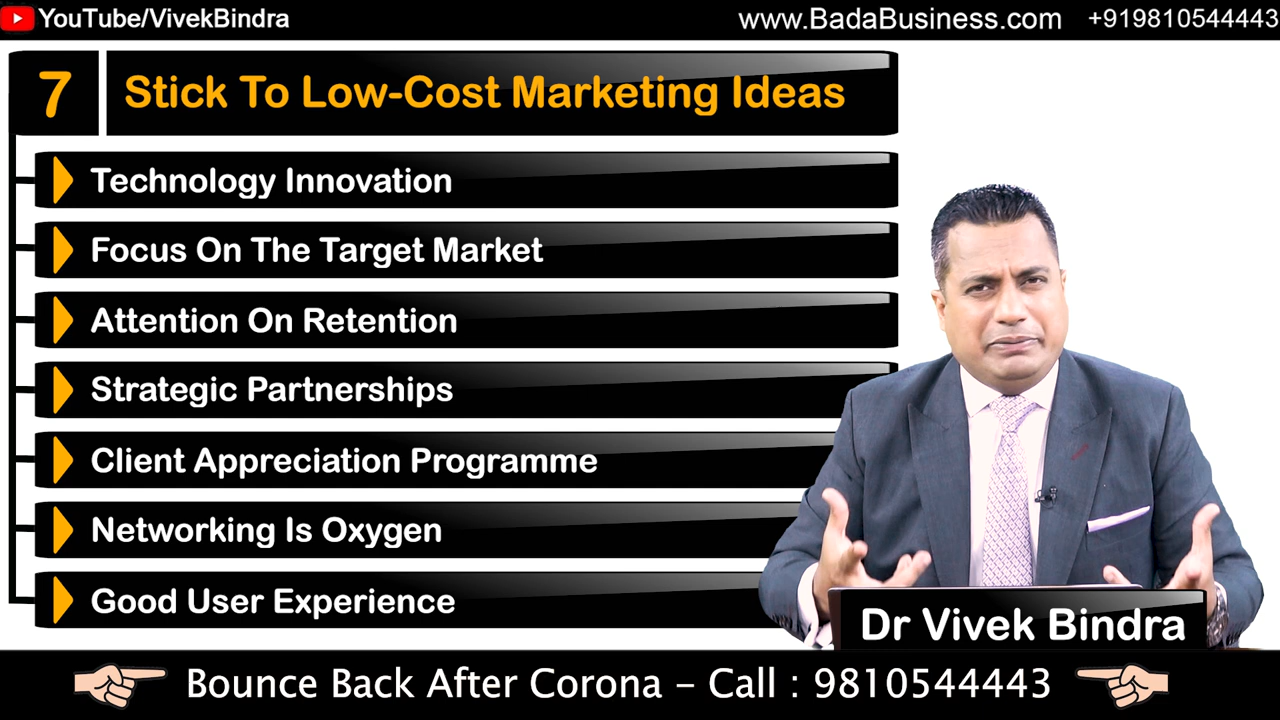 YouTube/VivekBindra
www.BadaBusiness.com +919810544443
7 Stick To Low-Cost Marketing Ideas
Technology Innovation
Focus On The Target Market
Attention On Retention
Strategic Partnerships
Client Appreciation Programme
Networking Is Oxygen
Good User Experience
Dr Vivek Bindra
Bounce Back After Corona – Call : 9810544443